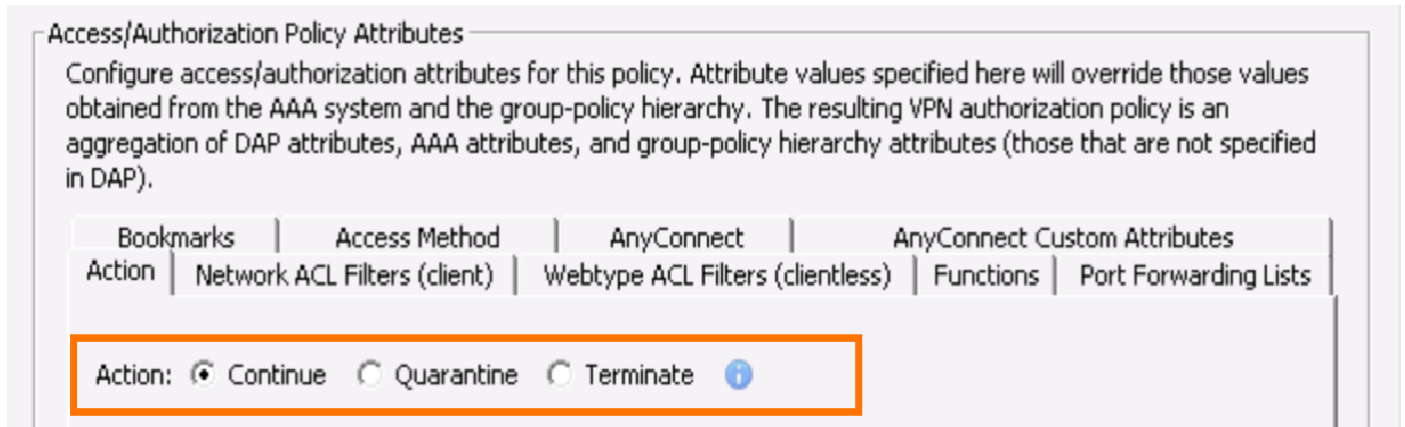 Access/Authorization Policy Attributes
Configure access/authorization attributes for this policy. Attribute values specified here will override those values
obtained from the AAA system and the group-policy hierarchy. The resulting VPN authorization policy is an
aggregation of DAP attributes, AAA attributes, and group-policy hierarchy attributes (those that are not specified
in DAP).
Bookmarks Access Method AnyConnect AnyConnect Custom Attributes
Action Network ACL Filters (client) Webtype ACL Filters (clientless) Functions Port Forwarding Lists
Action: Continue Quarantine Terminate